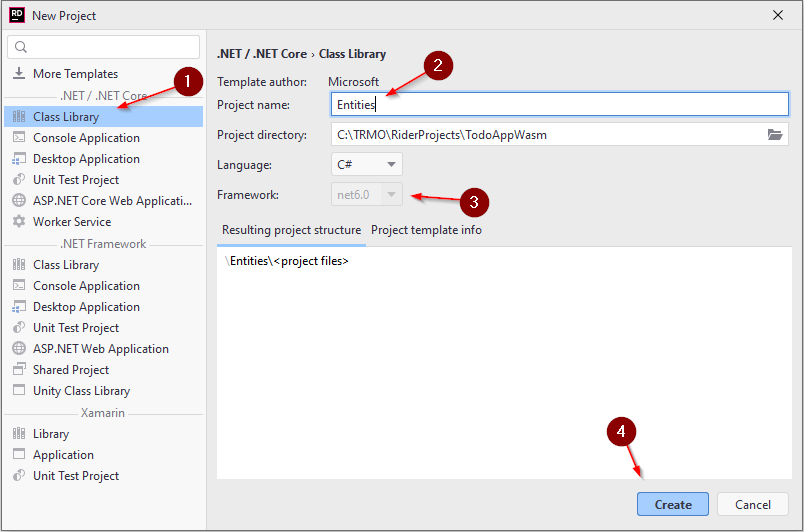 RD New Project
More Templates
.NET / .NET Core
Class Library
Console Application
Desktop Application
Unit Test Project
ASP.NET Core Web Applicati...
Worker Service
.NET Framework
Class Library
Console Application
Desktop Application
Unit Test Project
ASP.NET Web Application
Shared Project
Unity Class Library
Xamarin
Library
Application
Unit Test Project
1
.NET / .NET Core › Class Library
Template author: Microsoft
2
Project name: Entities
Project directory: C:\TRMO\RiderProjects\TodoAppWasm
Language: C#
Framework: net6.0
3
Resulting project structure Project template info
\Entities\<project files>
4
Create Cancel